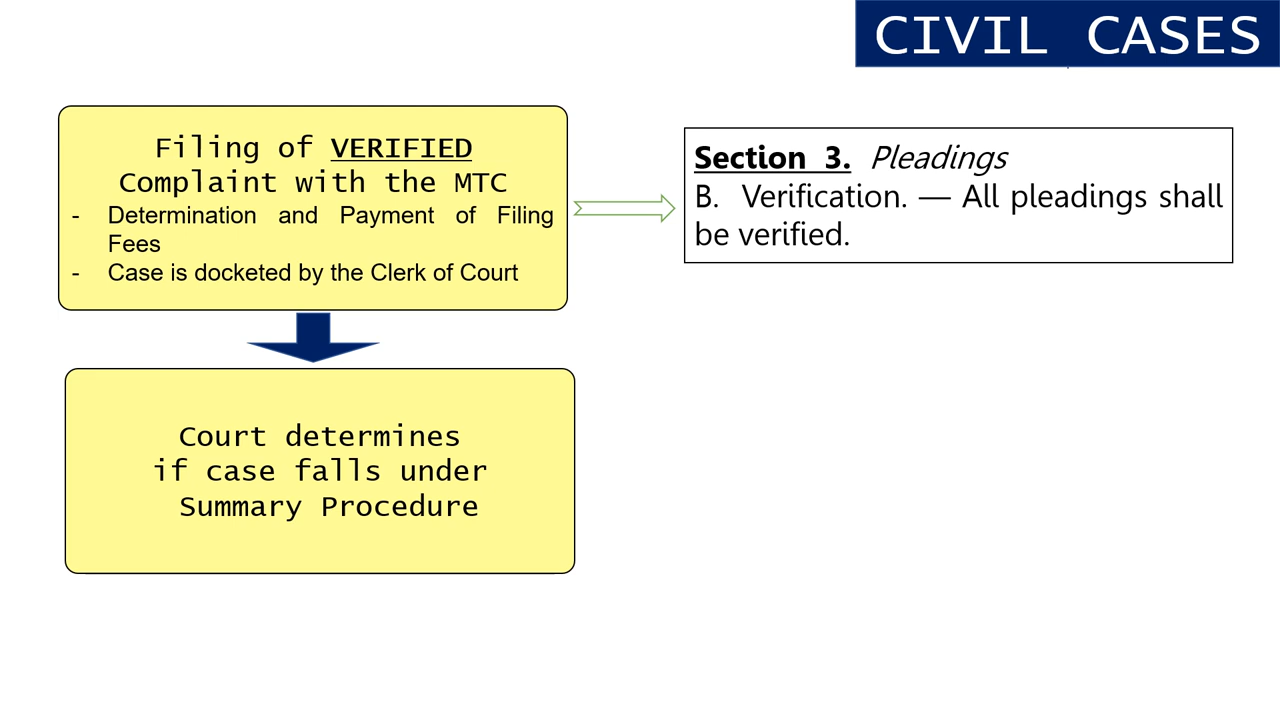 CIVIL CASES
Filing of VERIFIED
Complaint with the MTC
- Determination and Payment of Filing
Fees
- Case is docketed by the Clerk of Court
Section 3. Pleadings
B. Verification. — All pleadings shall
be verified.
Court determines
if case falls under
Summary Procedure